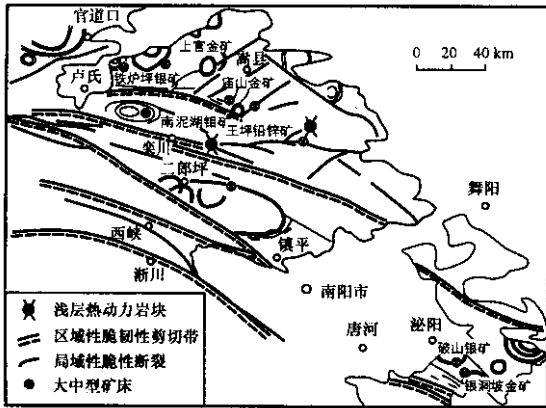 官道口
上宫金矿
嵩县
0 20 40 km
卢氏
铁炉坪银矿
庙山金矿
南泥湖钼矿
王坪铅锌矿
栾川
二郎坪
舞阳
西峡
镇平
淅川
南阳市
浅层热动力岩块
区域性脆韧性剪切带
局域性脆性断裂
大中型矿床
唐河
泌阳
破山银矿
银洞坡金矿